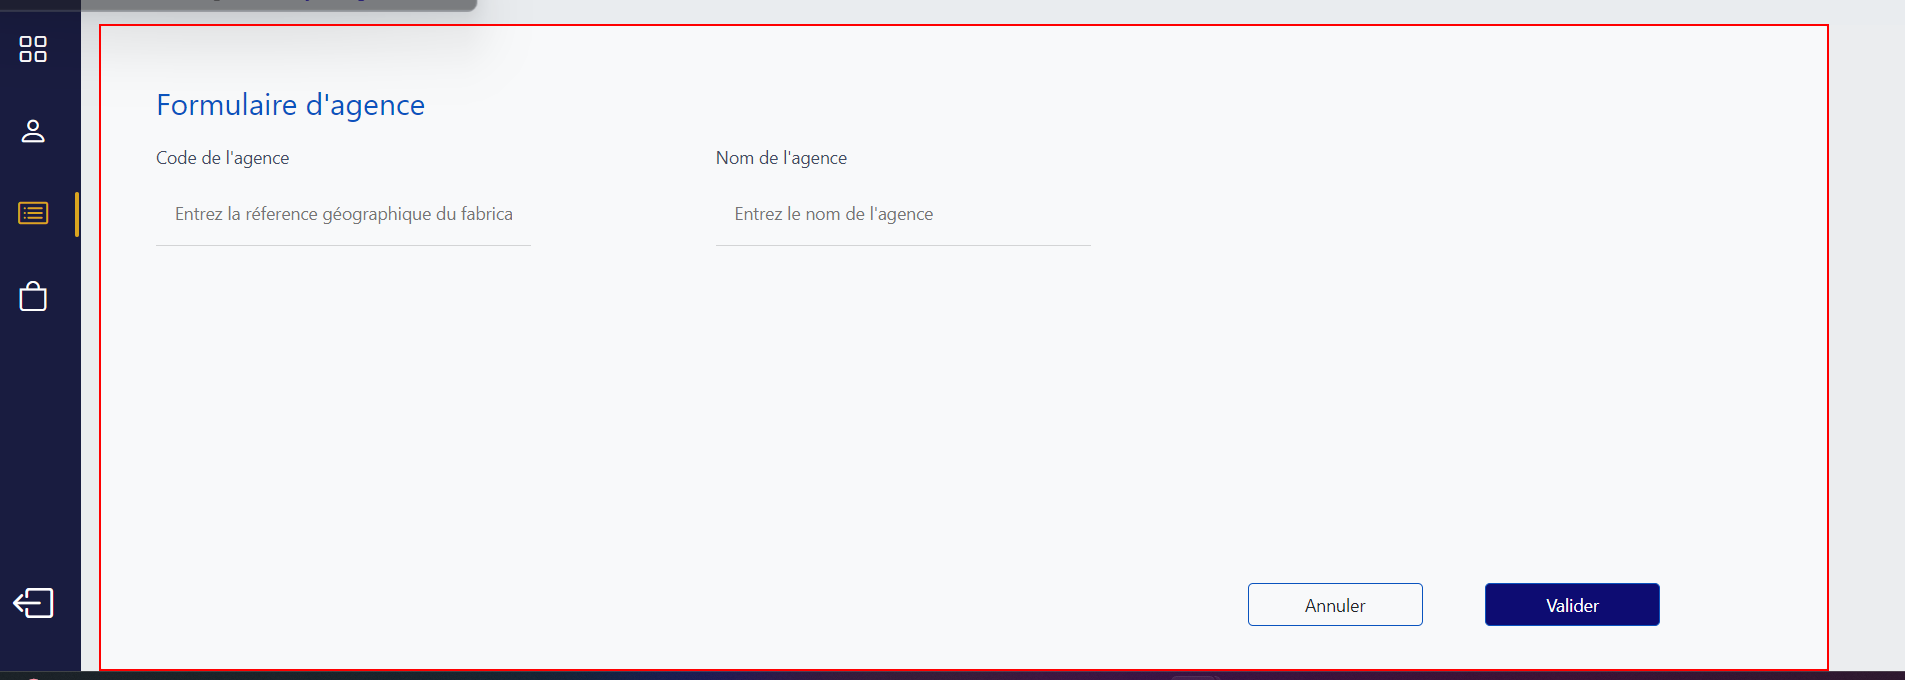 Formulaire d'agence
Code de l'agence
Nom de l'agence
Entrez la réference géographique du fabrica
Entrez le nom de l'agence
Annuler
Valider